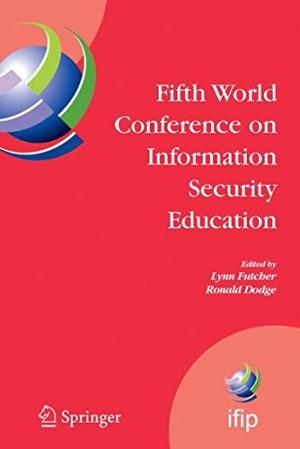 Fifth World
Conference on
Information
Security
Education
Edited by
Lynn Futcher
Ronald Dodge
Springer
ifip